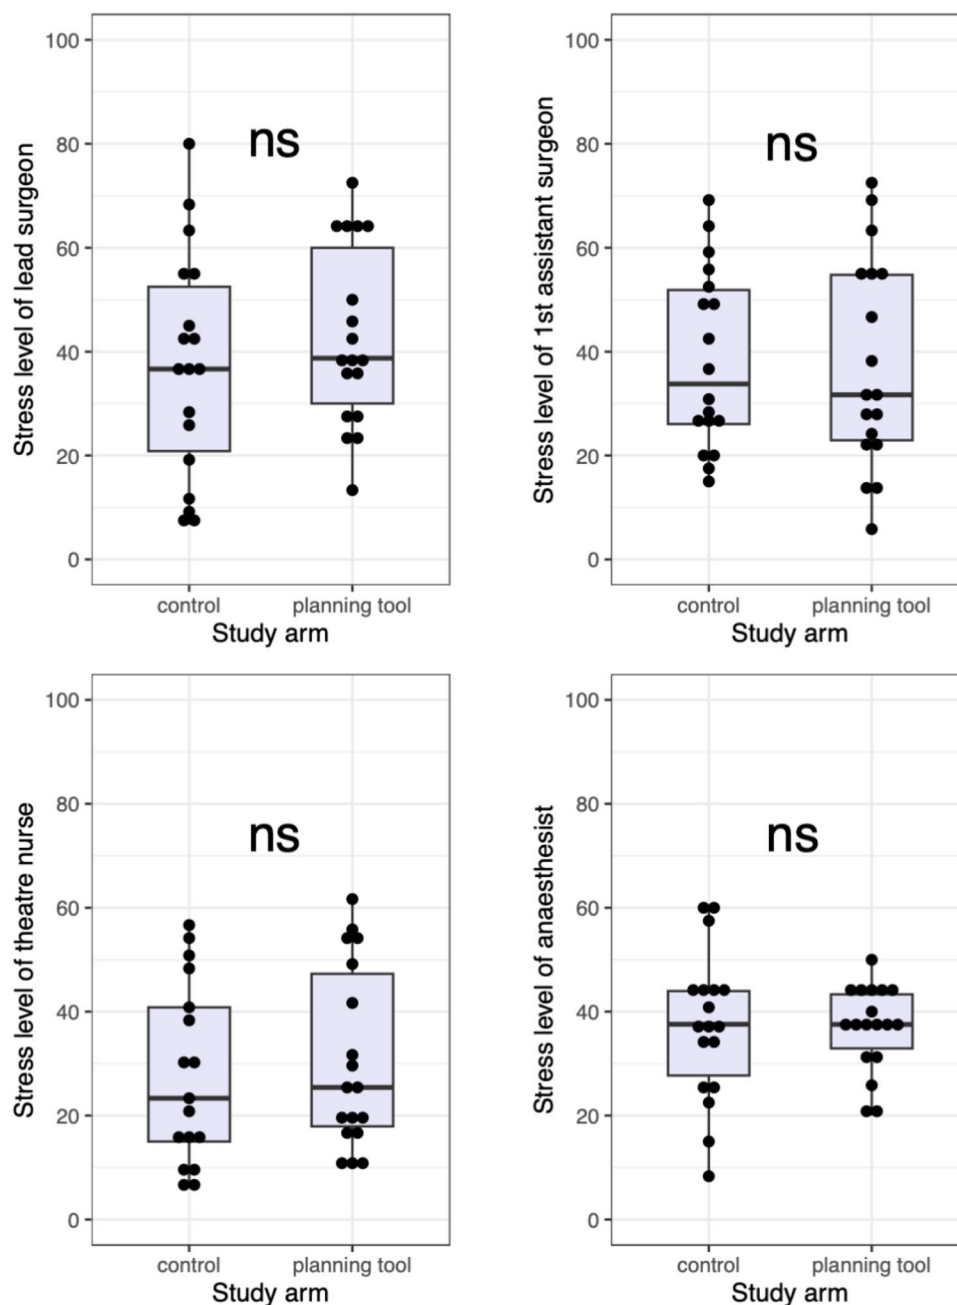 Stress level of lead surgeon
100
80
60
40
20
0
ns
control
planning tool
Study arm
Stress level of 1st assistant surgeon
100
80
60
40
20
0
ns
control
planning tool
Study arm
Stress level of theatre nurse
100
80
60
40
20
0
ns
control
planning tool
Study arm
Stress level of anaesthesist
100
80
60
40
20
0
ns
control
planning tool
Study arm